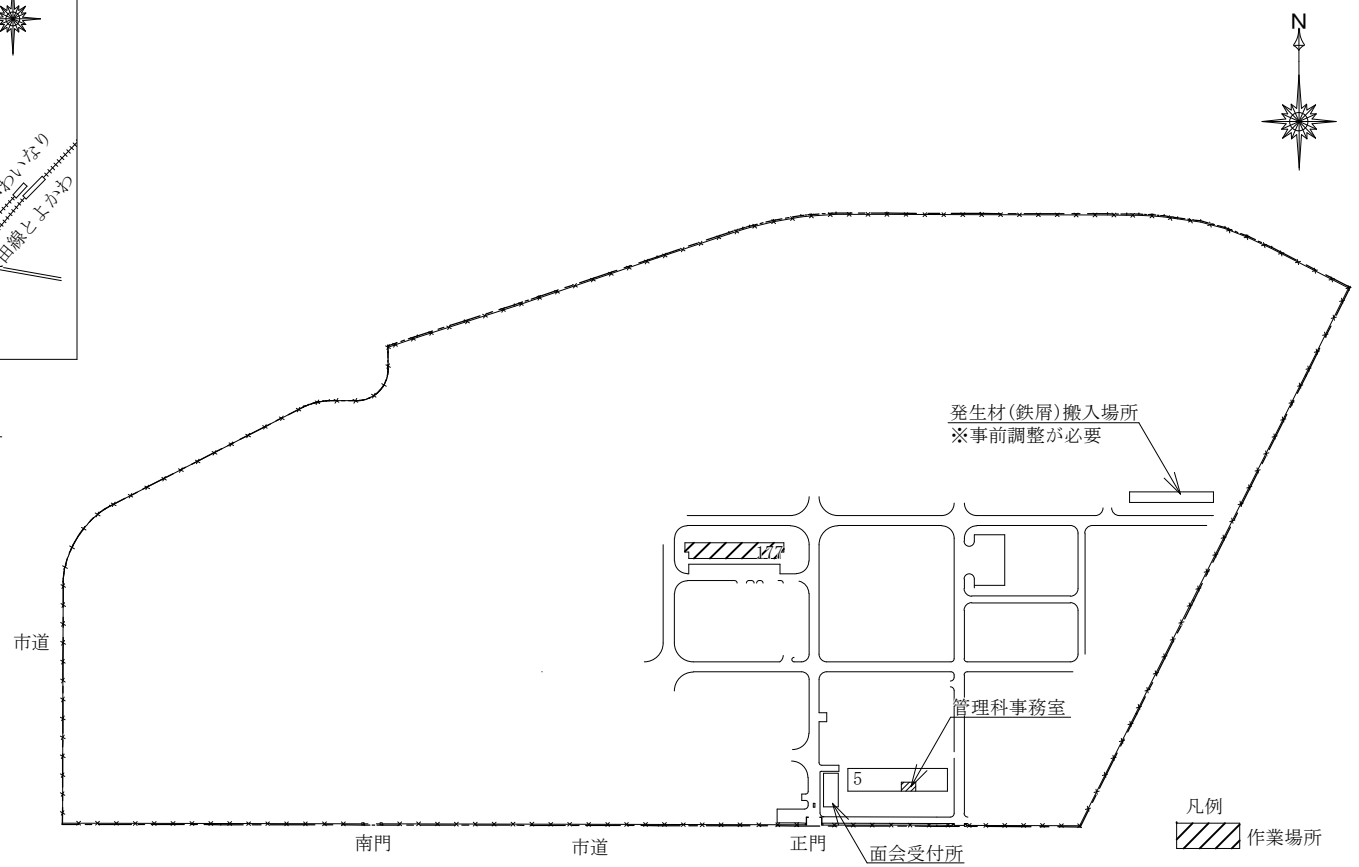 N
わいなり
田線とよかわ
発生材(鉄屑)搬入場所
※事前調整が必要
177
市道
管理科事務室
5
凡例
作業場所
南門
市道
正門
面会受付所